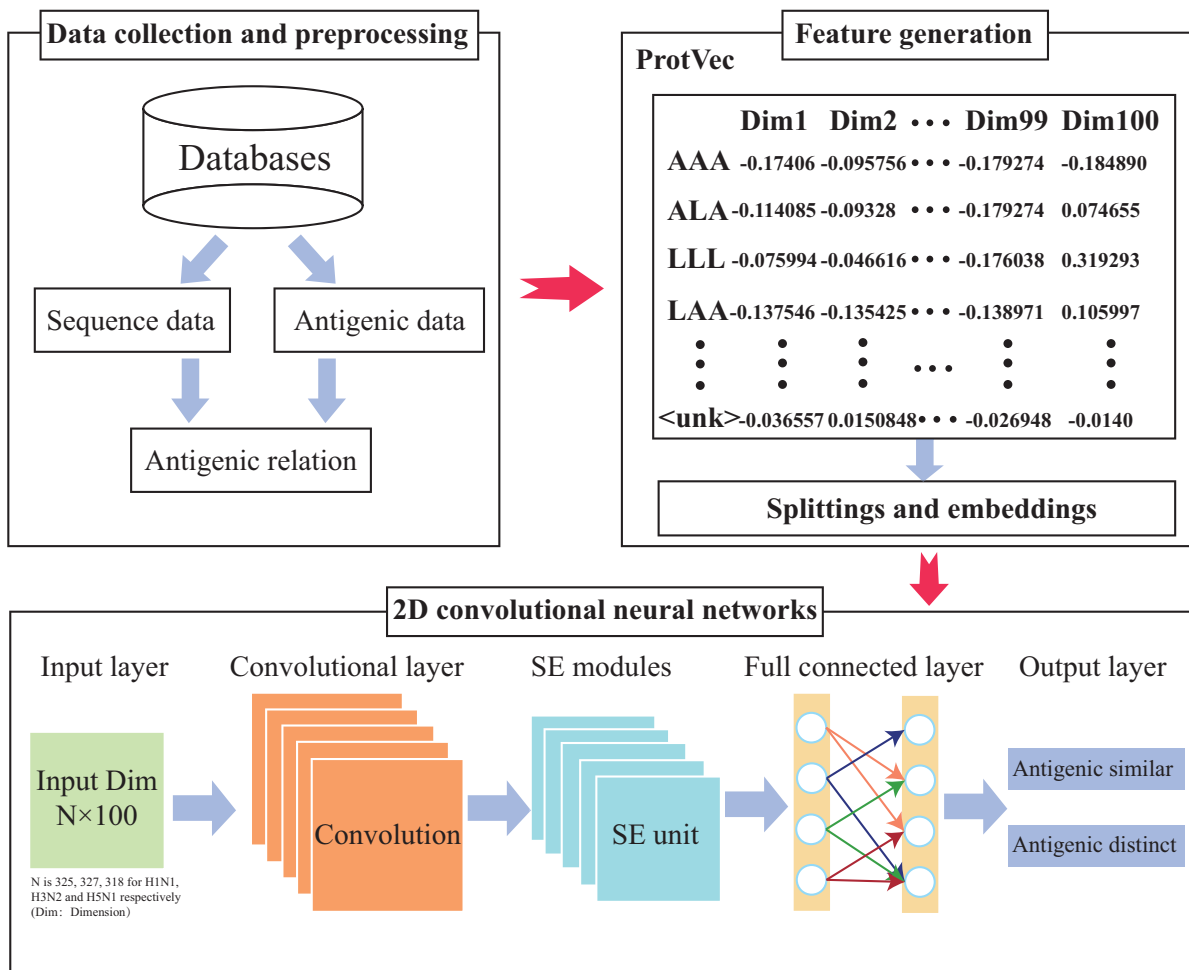 Data collection and preprocessing
Databases
Sequence data
Antigenic data
Antigenic relation
Feature generation
ProtVec
Dim1 Dim2 • • • Dim99 Dim100
AAA -0.17406 -0.095756 • • • -0.179274 -0.184890
ALA -0.114085 -0.09328 • • • -0.179274 0.074655
LLL -0.075994 -0.046616 • • • -0.176038 0.319293
LAA -0.137546 -0.135425 • • • -0.138971 0.105997
<unk> -0.036557 0.0150848 • • • -0.026948 -0.0140
Splittings and embeddings
2D convolutional neural networks
Input layer
Convolutional layer
SE modules
Full connected layer
Output layer
Input Dim
N×100
Convolution
SE unit
Antigenic similar
Antigenic distinct
N is 325, 327, 318 for H1N1,
H3N2 and H5N1 respectively
(Dim: Dimension)